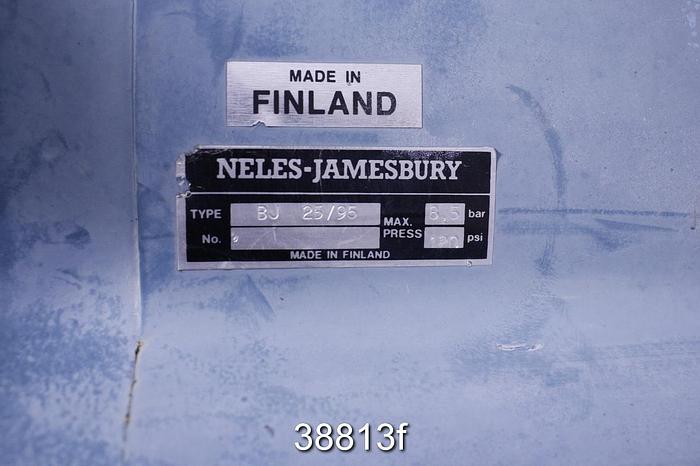 MADE IN
FINLAND
NELES-JAMESBURY
TYPE BJ 25/95 MAX. PRESS 8,5 bar
No. 120 psi
MADE IN FINLAND
38813f